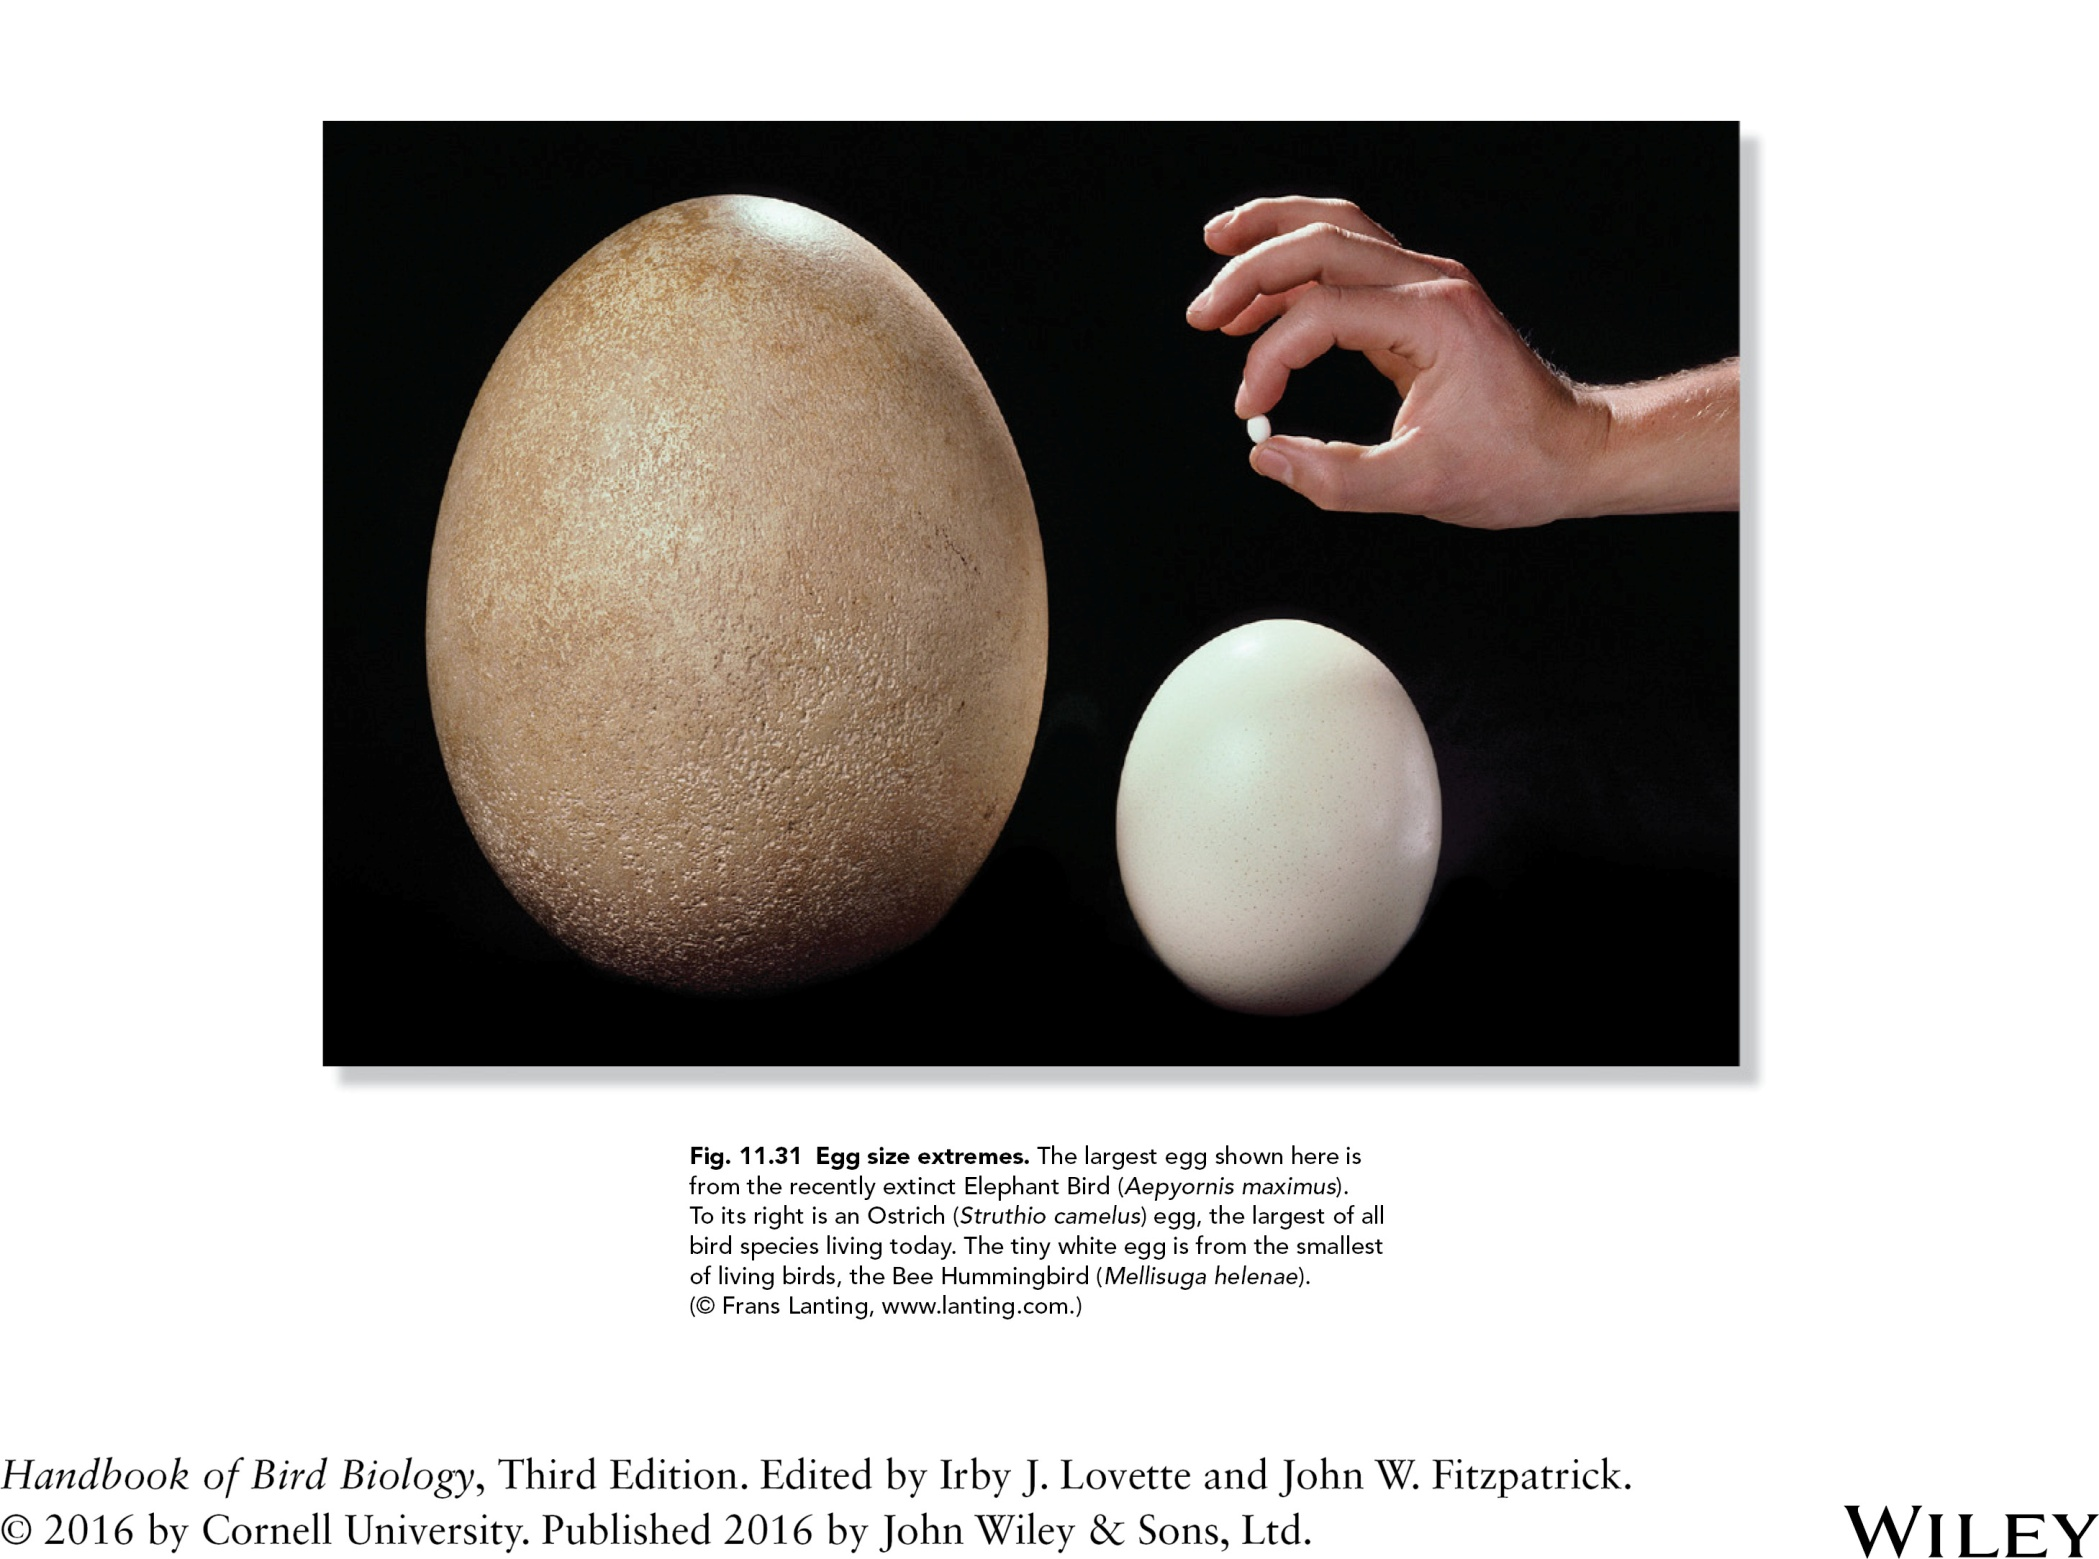 Fig. 11.31 Egg size extremes. The largest egg shown here is
from the recently extinct Elephant Bird (Aepyornis maximus).
To its right is an Ostrich (Struthio camelus) egg, the largest of all
bird species living today. The tiny white egg is from the smallest
of living birds, the Bee Hummingbird (Mellisuga helenae).
(© Frans Lanting, www.lanting.com.)
Handbook of Bird Biology, Third Edition. Edited by Irby J. Lovette and John W. Fitzpatrick.
© 2016 by Cornell University. Published 2016 by John Wiley & Sons, Ltd.
WILEY